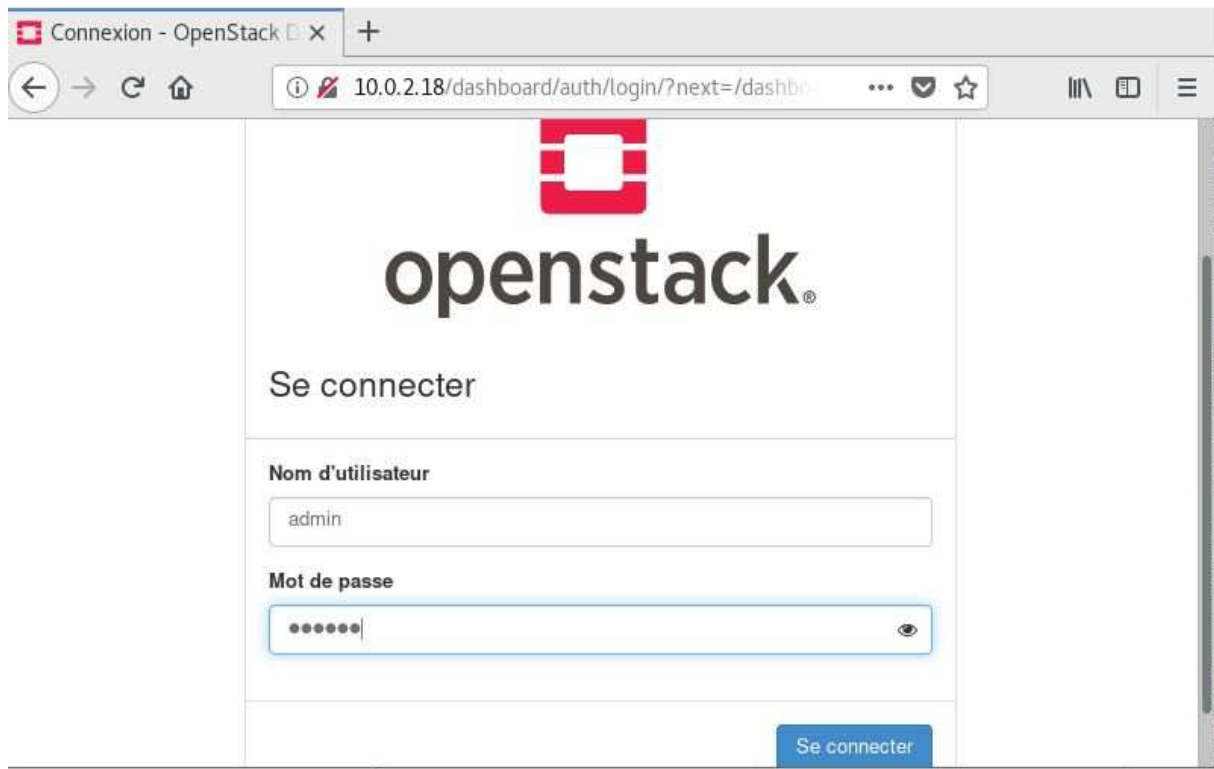 Connexion - OpenStack D
10.0.2.18/dashboard/auth/login/?next=/dashbo
openstack.®
Se connecter
Nom d'utilisateur
admin
Mot de passe
••••••
Se connecter